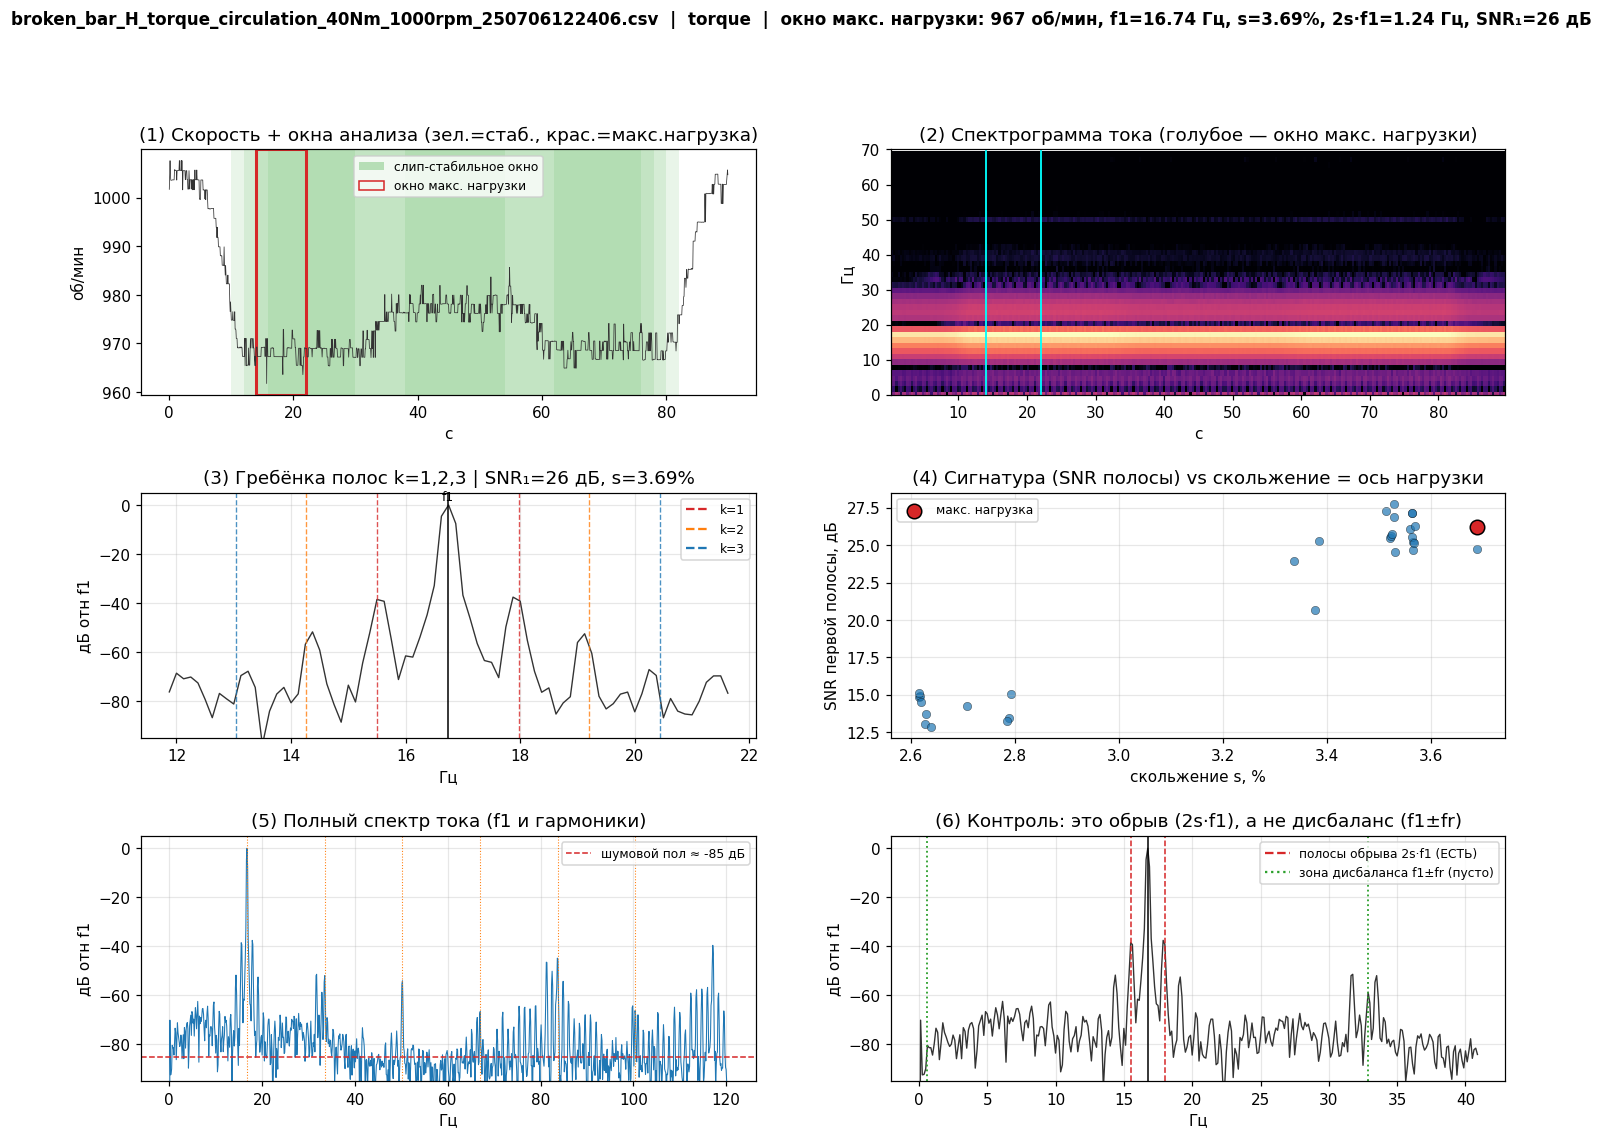 broken_bar_H_torque_circulation_40Nm_1000rpm_250706122406.csv | torque | окно макс. нагрузки: 967 об/мин, f1=16.74 Гц, s=3.69%, 2s·f1=1.24 Гц, SNR₁=26 дБ
(1) Скорость + окна анализа (зел.=стаб., крас.=макс.нагрузка)
об/мин
1000
990
980
970
960
0 20 40 60 80
с
слип-стабильное окно
окно макс. нагрузки
(2) Спектрограмма тока (голубое — окно макс. нагрузки)
Гц
70
60
50
40
30
20
10
0
10 20 30 40 50 60 70 80
с
(3) Гребёнка полос k=1,2,3 | SNR₁=26 дБ, s=3.69%
f1
дБ отн f1
0
−20
−40
−60
−80
12 14 16 18 20 22
Гц
k=1
k=2
k=3
(4) Сигнатура (SNR полосы) vs скольжение = ось нагрузки
SNR первой полосы, дБ
27.5
25.0
22.5
20.0
17.5
15.0
12.5
2.6 2.8 3.0 3.2 3.4 3.6
скольжение s, %
макс. нагрузка
(5) Полный спектр тока (f1 и гармоники)
дБ отн f1
0
−20
−40
−60
−80
0 20 40 60 80 100 120
Гц
шумовой пол ≈ -85 дБ
(6) Контроль: это обрыв (2s·f1), а не дисбаланс (f1±fr)
дБ отн f1
0
−20
−40
−60
−80
0 5 10 15 20 25 30 35 40
Гц
полосы обрыва 2s·f1 (ЕСТЬ)
зона дисбаланса f1±fr (пусто)